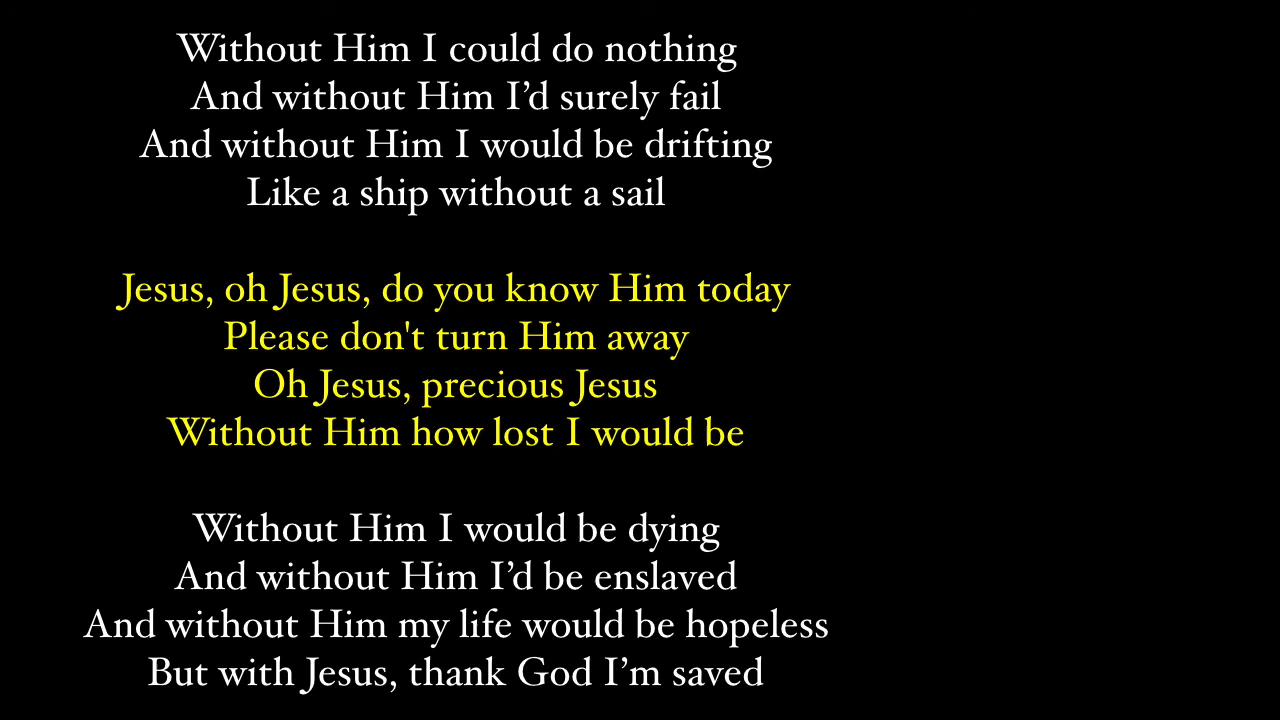 Without Him I could do nothing
And without Him I’d surely fail
And without Him I would be drifting
Like a ship without a sail
Jesus, oh Jesus, do you know Him today
Please don't turn Him away
Oh Jesus, precious Jesus
Without Him how lost I would be
Without Him I would be dying
And without Him I’d be enslaved
And without Him my life would be hopeless
But with Jesus, thank God I’m saved